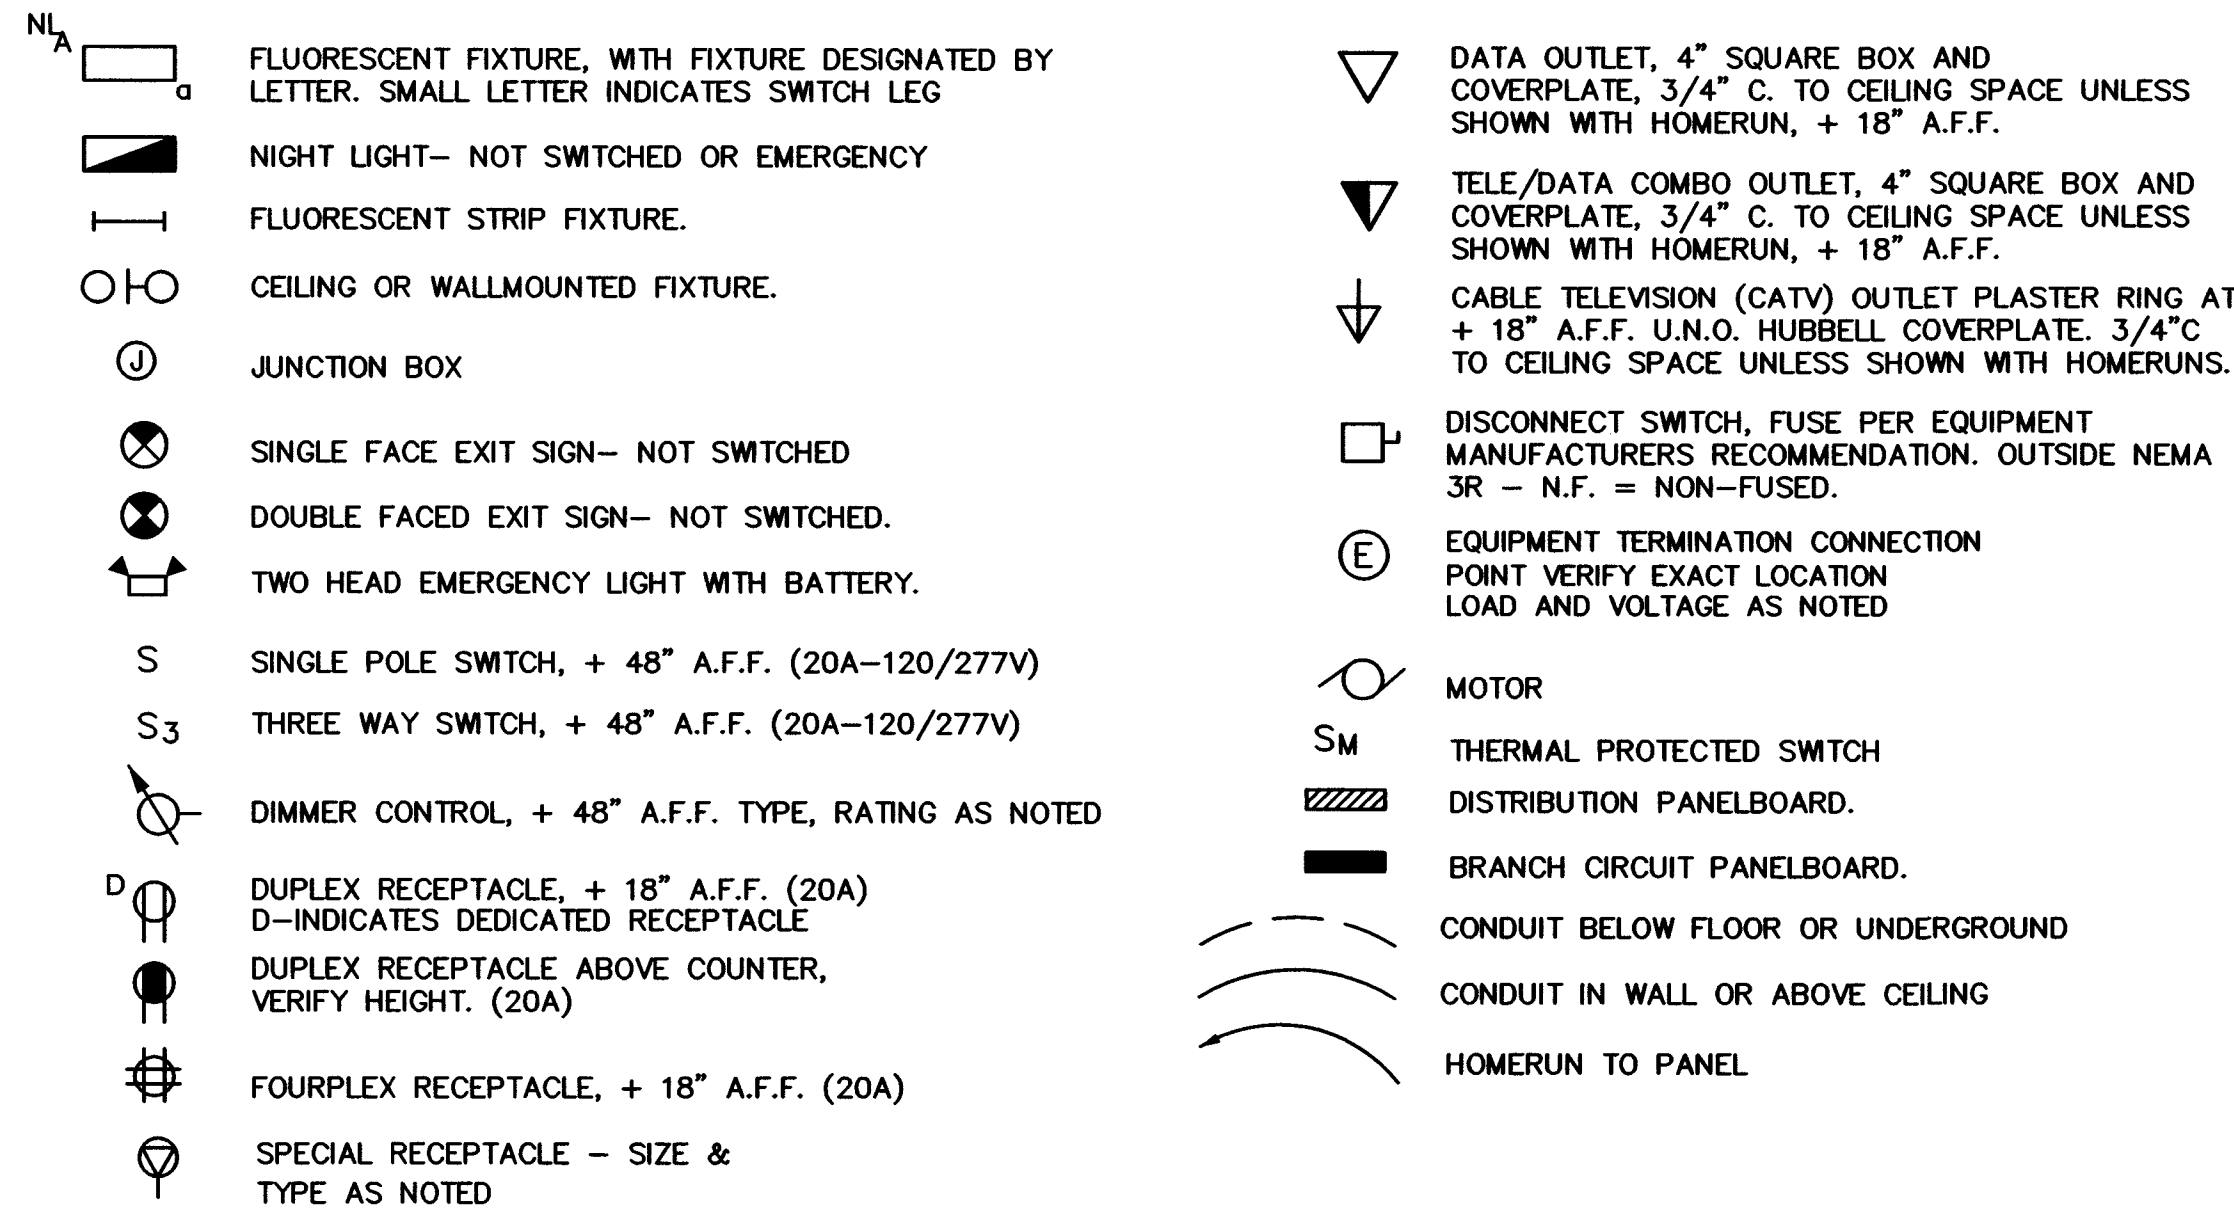 NL
A
a
FLUORESCENT FIXTURE, WITH FIXTURE DESIGNATED BY
LETTER. SMALL LETTER INDICATES SWITCH LEG
NIGHT LIGHT– NOT SWITCHED OR EMERGENCY
FLUORESCENT STRIP FIXTURE.
CEILING OR WALLMOUNTED FIXTURE.
J
JUNCTION BOX
SINGLE FACE EXIT SIGN– NOT SWITCHED
DOUBLE FACED EXIT SIGN– NOT SWITCHED.
TWO HEAD EMERGENCY LIGHT WITH BATTERY.
S
SINGLE POLE SWITCH, + 48" A.F.F. (20A–120/277V)
S3
THREE WAY SWITCH, + 48" A.F.F. (20A–120/277V)
DIMMER CONTROL, + 48" A.F.F. TYPE, RATING AS NOTED
D
DUPLEX RECEPTACLE, + 18" A.F.F. (20A)
D–INDICATES DEDICATED RECEPTACLE
DUPLEX RECEPTACLE ABOVE COUNTER,
VERIFY HEIGHT. (20A)
FOURPLEX RECEPTACLE, + 18" A.F.F. (20A)
SPECIAL RECEPTACLE – SIZE &
TYPE AS NOTED
DATA OUTLET, 4" SQUARE BOX AND
COVERPLATE, 3/4" C. TO CEILING SPACE UNLESS
SHOWN WITH HOMERUN, + 18" A.F.F.
TELE/DATA COMBO OUTLET, 4" SQUARE BOX AND
COVERPLATE, 3/4" C. TO CEILING SPACE UNLESS
SHOWN WITH HOMERUN, + 18" A.F.F.
CABLE TELEVISION (CATV) OUTLET PLASTER RING AT
+ 18" A.F.F. U.N.O. HUBBELL COVERPLATE. 3/4"C
TO CEILING SPACE UNLESS SHOWN WITH HOMERUNS.
DISCONNECT SWITCH, FUSE PER EQUIPMENT
MANUFACTURERS RECOMMENDATION. OUTSIDE NEMA
3R – N.F. = NON–FUSED.
E
EQUIPMENT TERMINATION CONNECTION
POINT VERIFY EXACT LOCATION
LOAD AND VOLTAGE AS NOTED
MOTOR
SM
THERMAL PROTECTED SWITCH
DISTRIBUTION PANELBOARD.
BRANCH CIRCUIT PANELBOARD.
CONDUIT BELOW FLOOR OR UNDERGROUND
CONDUIT IN WALL OR ABOVE CEILING
HOMERUN TO PANEL